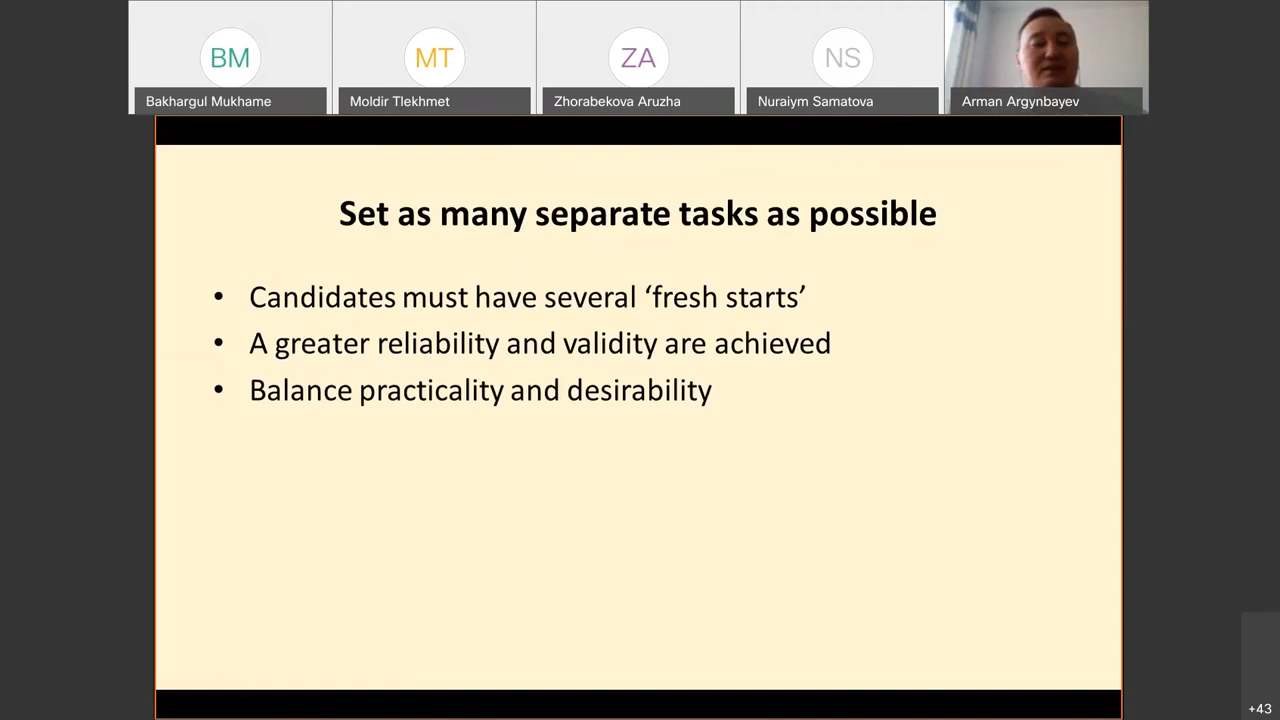 BM
MT
ZA
NS
Bakhargul Mukhame
Moldir Tlekhmet
Zhorabekova Aruzha
Nuraiym Samatova
Arman Argynbayev
Set as many separate tasks as possible
• Candidates must have several ‘fresh starts’
• A greater reliability and validity are achieved
• Balance practicality and desirability
+43